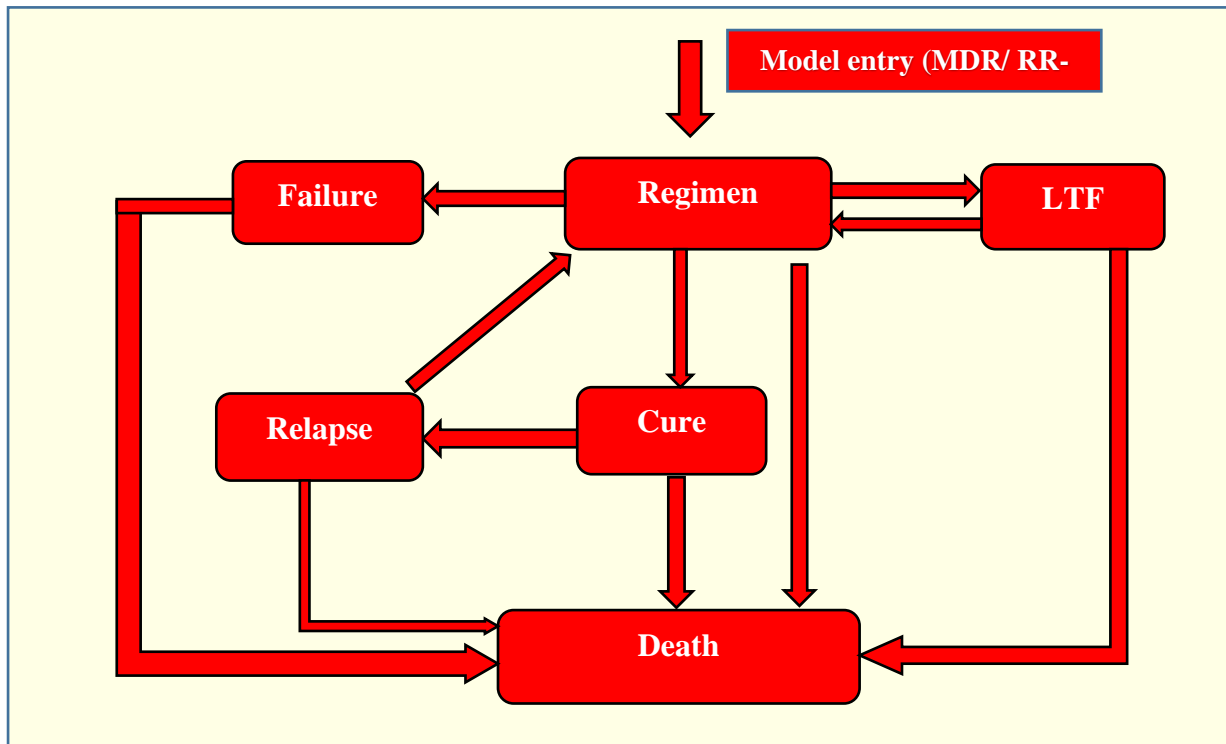 Model entry (MDR/ RR-
Failure
Regimen
LTF
Relapse
Cure
Death